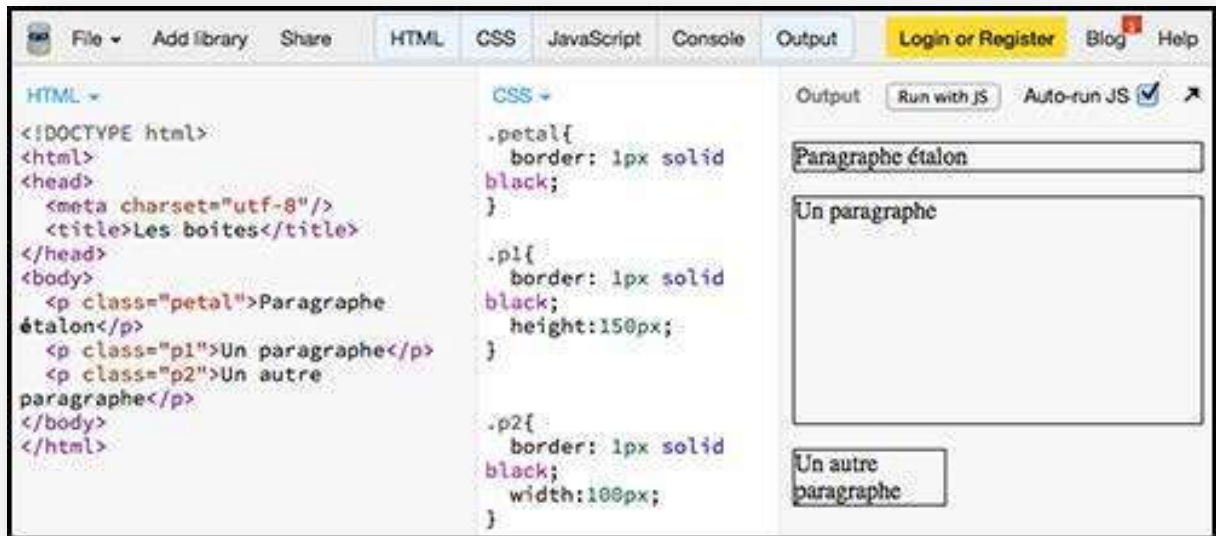 File Add library Share HTML CSS JavaScript Console Output Login or Register Blog Help
HTML
<!DOCTYPE html>
<html>
<head>
<meta charset="utf-8"/>
<title>Les boites</title>
</head>
<body>
<p class="petal">Paragraphe
étalon</p>
<p class="p1">Un paragraphe</p>
<p class="p2">Un autre
paragraphe</p>
</body>
</html>
CSS
.petal{
border: 1px solid
black;
}
.p1{
border: 1px solid
black;
height:150px;
}
.p2{
border: 1px solid
black;
width:100px;
}
Output Run with JS Auto-run JS
Paragraphe étalon
Un paragraphe
Un autre
paragraphe